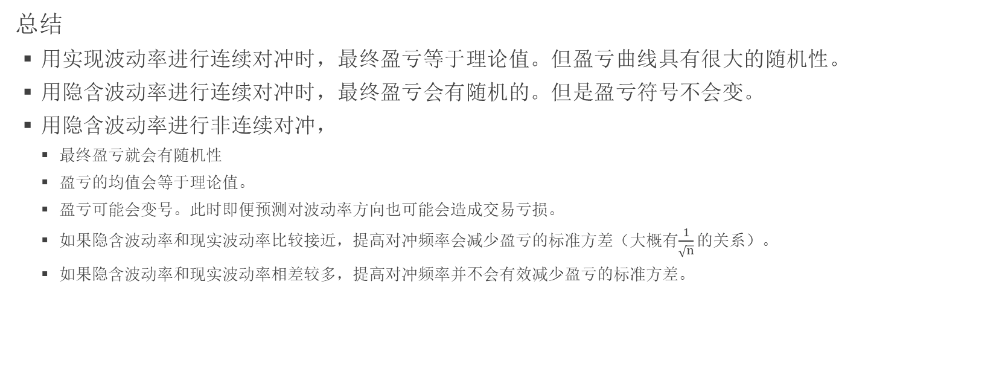 总结
▪ 用实现波动率进行连续对冲时，最终盈亏等于理论值。但盈亏曲线具有很大的随机性。
▪ 用隐含波动率进行连续对冲时，最终盈亏会有随机的。但是盈亏符号不会变。
▪ 用隐含波动率进行非连续对冲，
▪ 最终盈亏就会有随机性
▪ 盈亏的均值会等于理论值。
▪ 盈亏可能会变号。此时即便预测对波动率方向也可能会造成交易亏损。
▪ 如果隐含波动率和现实波动率比较接近，提高对冲频率会减少盈亏的标准方差（大概有1/√n的关系）。
▪ 如果隐含波动率和现实波动率相差较多，提高对冲频率并不会有效减少盈亏的标准方差。